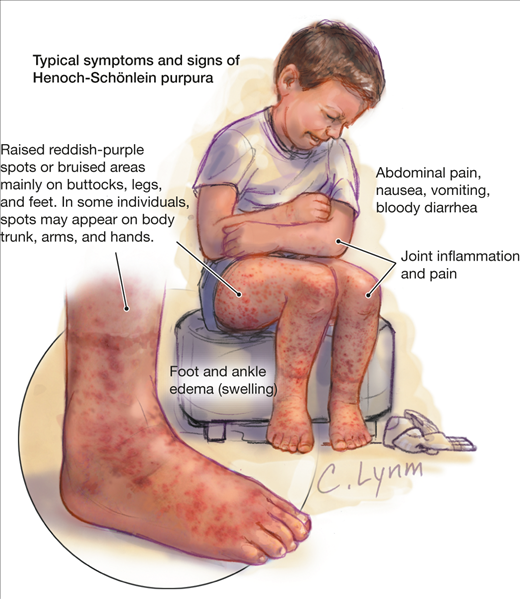 Typical symptoms and signs of
Henoch-Schönlein purpura
Raised reddish-purple
spots or bruised areas
mainly on buttocks, legs,
and feet. In some individuals,
spots may appear on body
trunk, arms, and hands.
Abdominal pain,
nausea, vomiting,
bloody diarrhea
Joint inflammation
and pain
Foot and ankle
edema (swelling)
C. Lynm